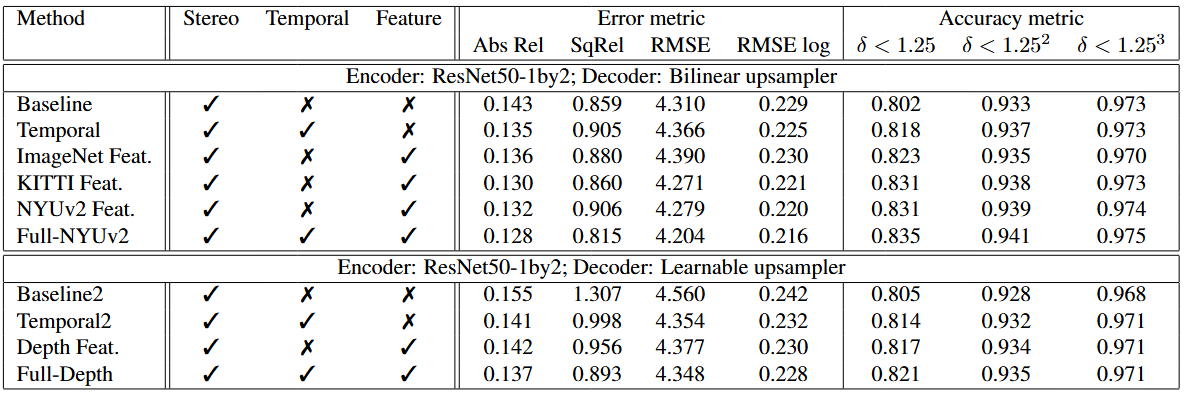 Method Stereo Temporal Feature Error metric Accuracy metric
Abs Rel SqRel RMSE RMSE log δ < 1.25 δ < 1.25² δ < 1.25³
Encoder: ResNet50-1by2; Decoder: Bilinear upsampler
Baseline ✓ ✗ ✗ 0.143 0.859 4.310 0.229 0.802 0.933 0.973
Temporal ✓ ✓ ✗ 0.135 0.905 4.366 0.225 0.818 0.937 0.973
ImageNet Feat. ✓ ✗ ✓ 0.136 0.880 4.390 0.230 0.823 0.935 0.970
KITTI Feat. ✓ ✗ ✓ 0.130 0.860 4.271 0.221 0.831 0.938 0.973
NYUv2 Feat. ✓ ✗ ✓ 0.132 0.906 4.279 0.220 0.831 0.939 0.974
Full-NYUv2 ✓ ✓ ✓ 0.128 0.815 4.204 0.216 0.835 0.941 0.975
Encoder: ResNet50-1by2; Decoder: Learnable upsampler
Baseline2 ✓ ✗ ✗ 0.155 1.307 4.560 0.242 0.805 0.928 0.968
Temporal2 ✓ ✓ ✗ 0.141 0.998 4.354 0.232 0.814 0.932 0.971
Depth Feat. ✓ ✗ ✓ 0.142 0.956 4.377 0.230 0.817 0.934 0.971
Full-Depth ✓ ✓ ✓ 0.137 0.893 4.348 0.228 0.821 0.935 0.971